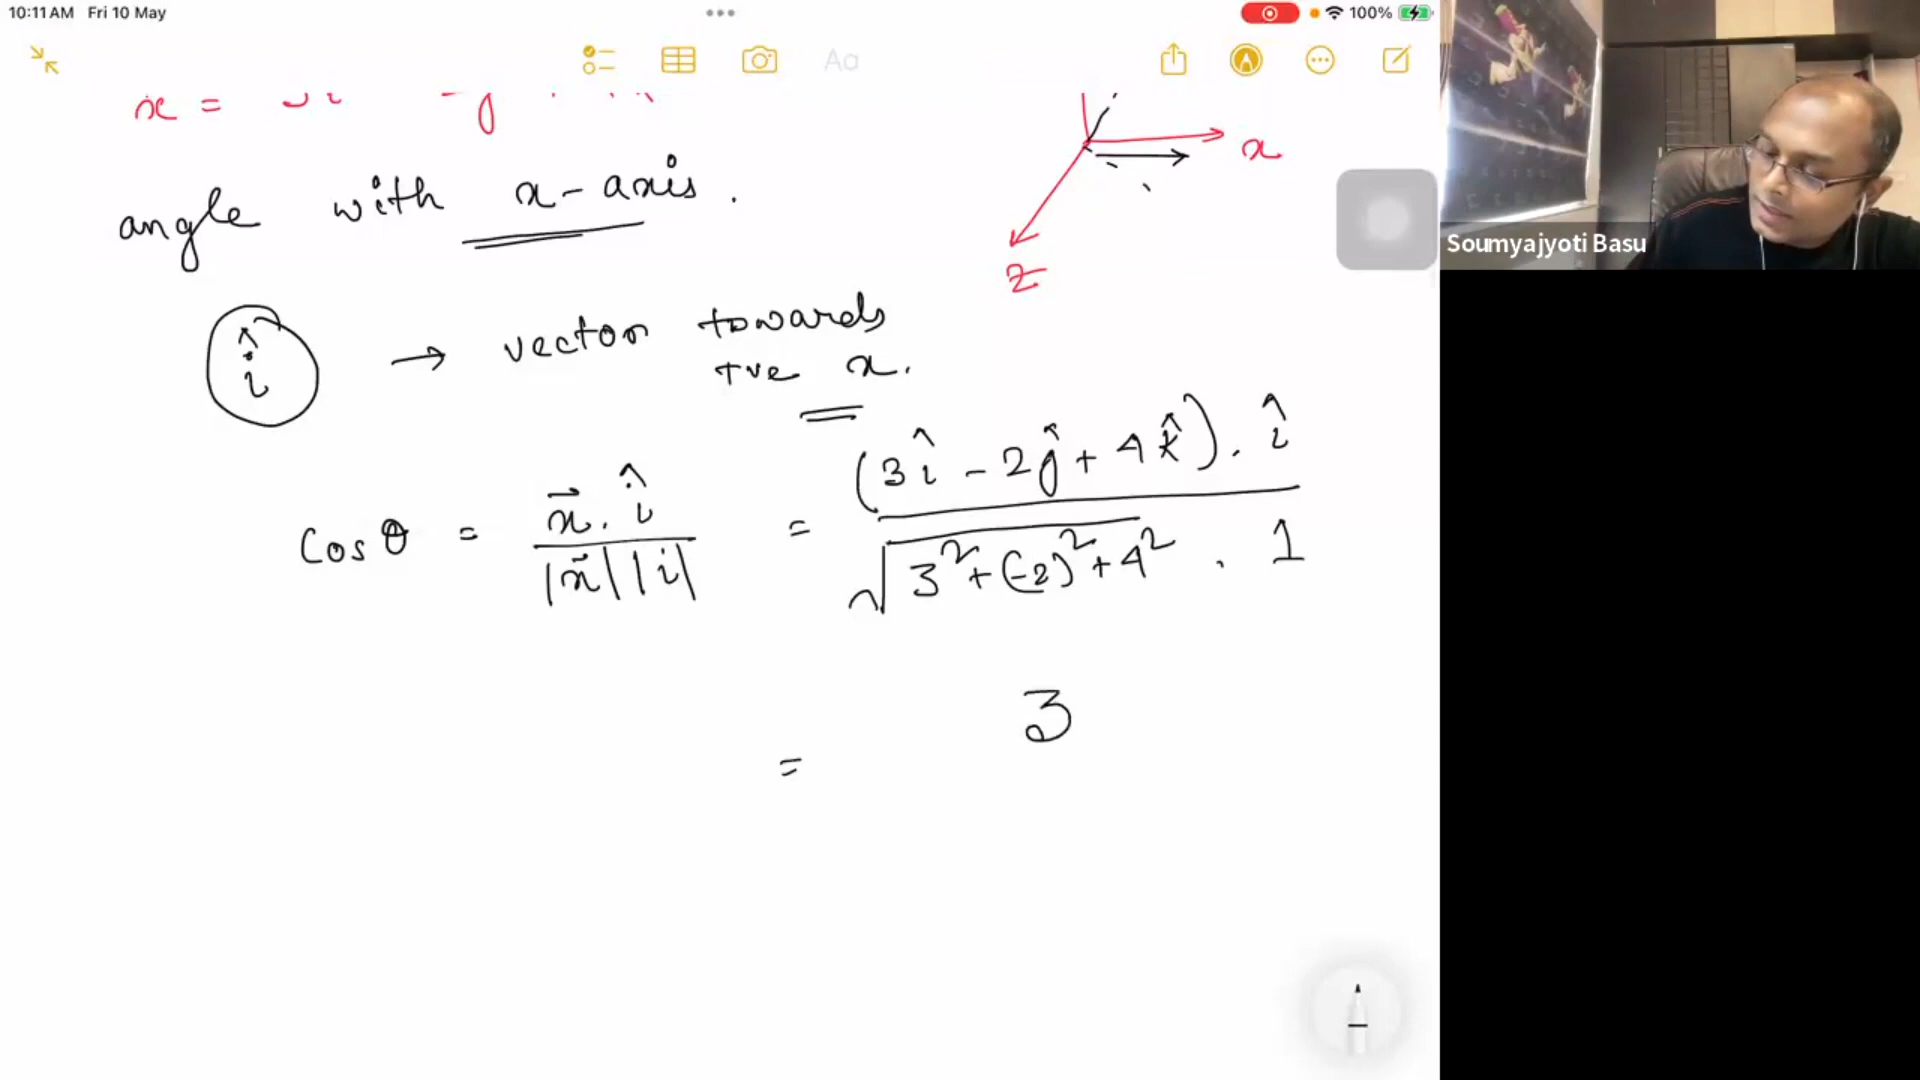 10:11 AM Fri 10 May
100%
Aa
x =
x
angle with x-axis.
z
Soumyajyoti Basu
î → vector towards
+ve x.
cos θ = x⃗ . î / |x⃗| |i| = (3î - 2ĵ + 4k̂) . î / √3² + (-2)² + 4² . 1
= 3